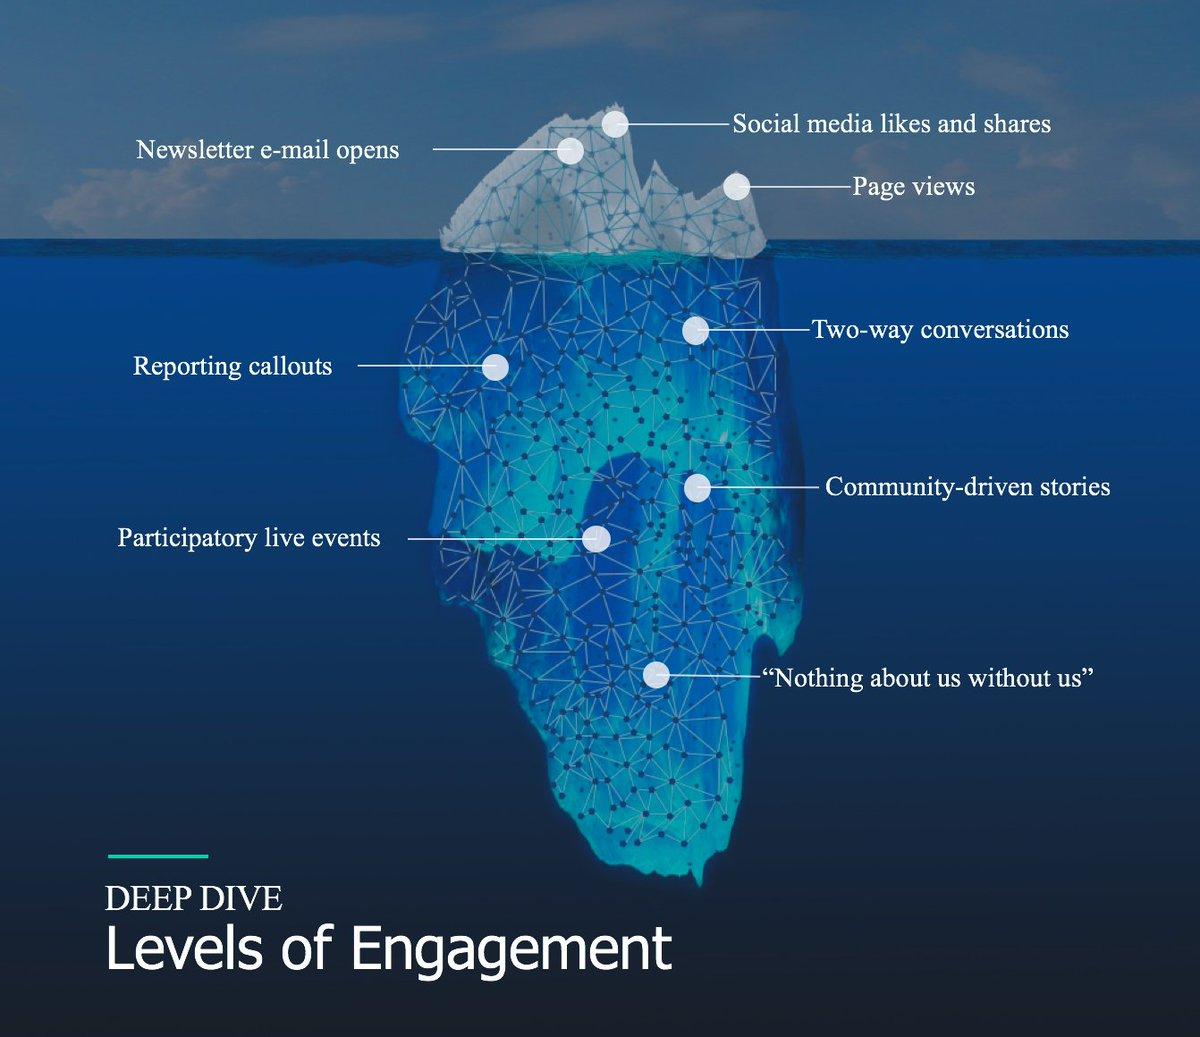 Social media likes and shares
Newsletter e-mail opens
Page views
Two-way conversations
Reporting callouts
Community-driven stories
Participatory live events
“Nothing about us without us”
DEEP DIVE
Levels of Engagement